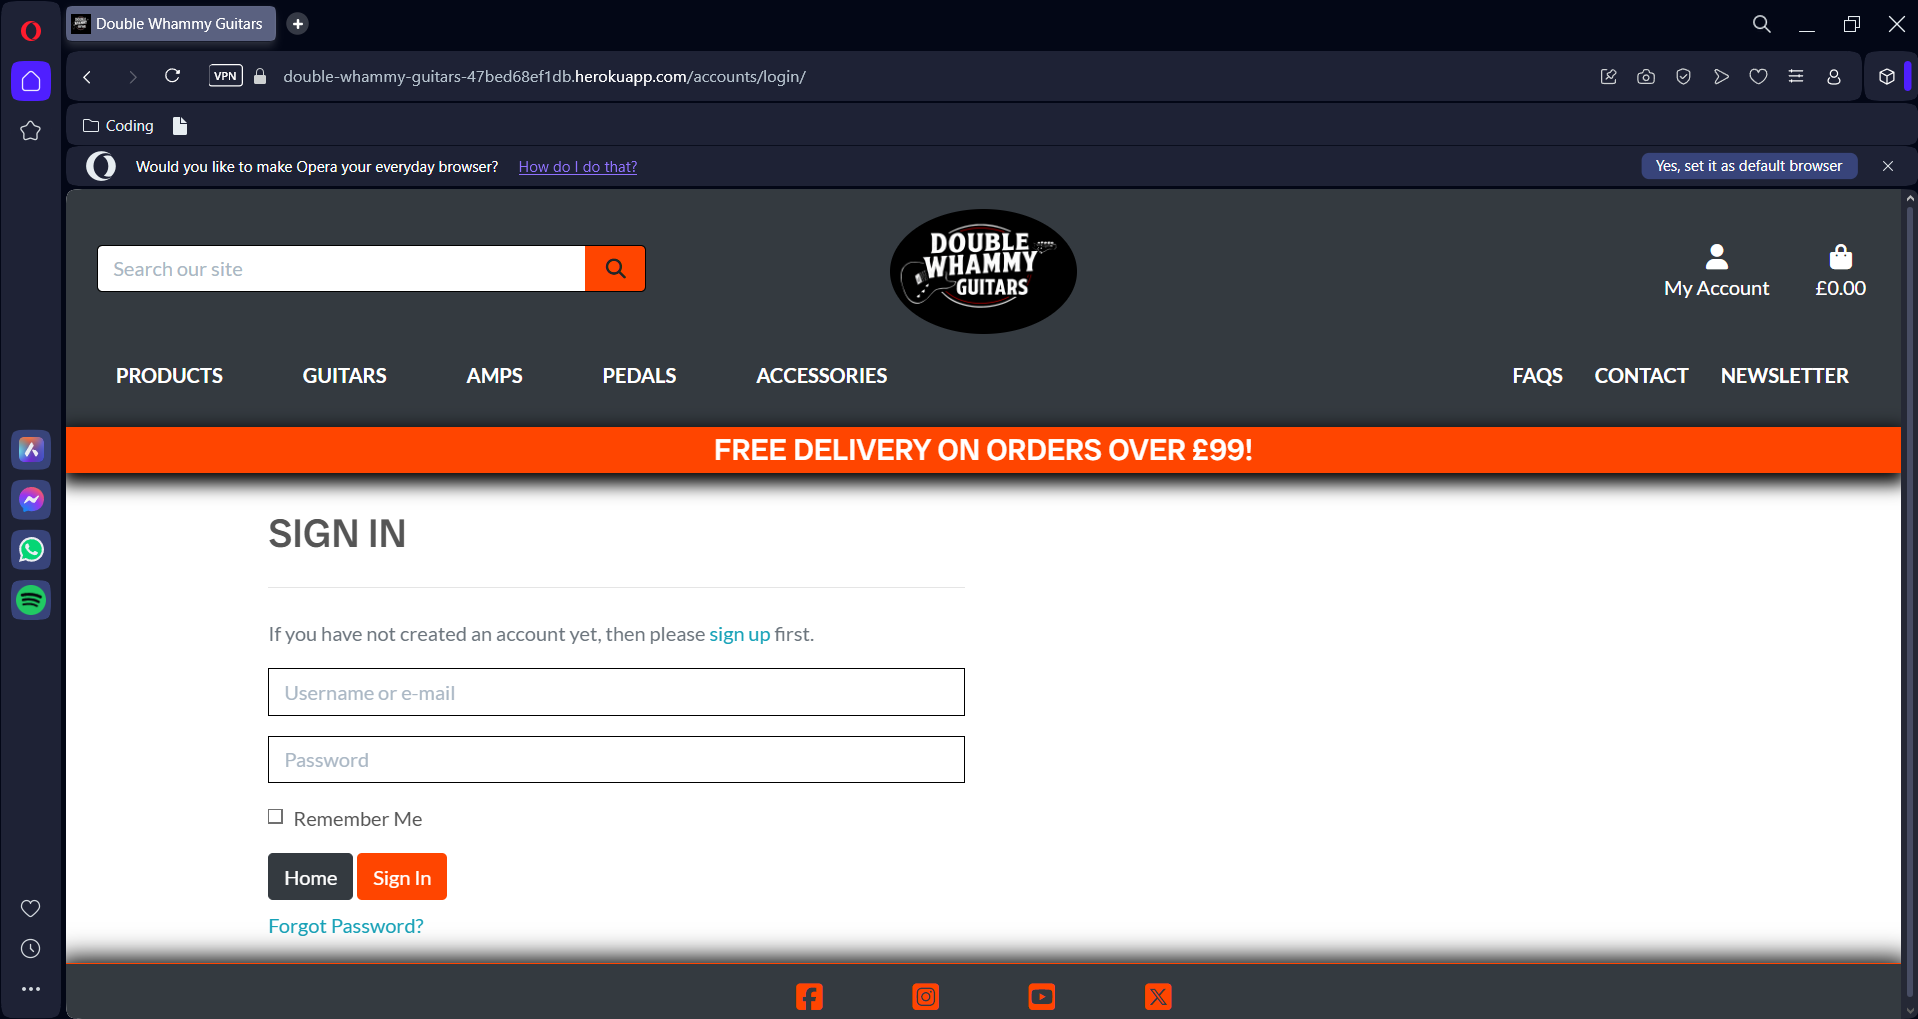 Double Whammy Guitars
VPN
double-whammy-guitars-47bed68ef1db.herokuapp.com/accounts/login/
Coding
Would you like to make Opera your everyday browser? How do I do that?
Yes, set it as default browser
Search our site
DOUBLE
WHAMMY
GUITARS
My Account
£0.00
PRODUCTS GUITARS AMPS PEDALS ACCESSORIES FAQS CONTACT NEWSLETTER
FREE DELIVERY ON ORDERS OVER £99!
SIGN IN
If you have not created an account yet, then please sign up first.
Username or e-mail
Password
Remember Me
Home Sign In
Forgot Password?